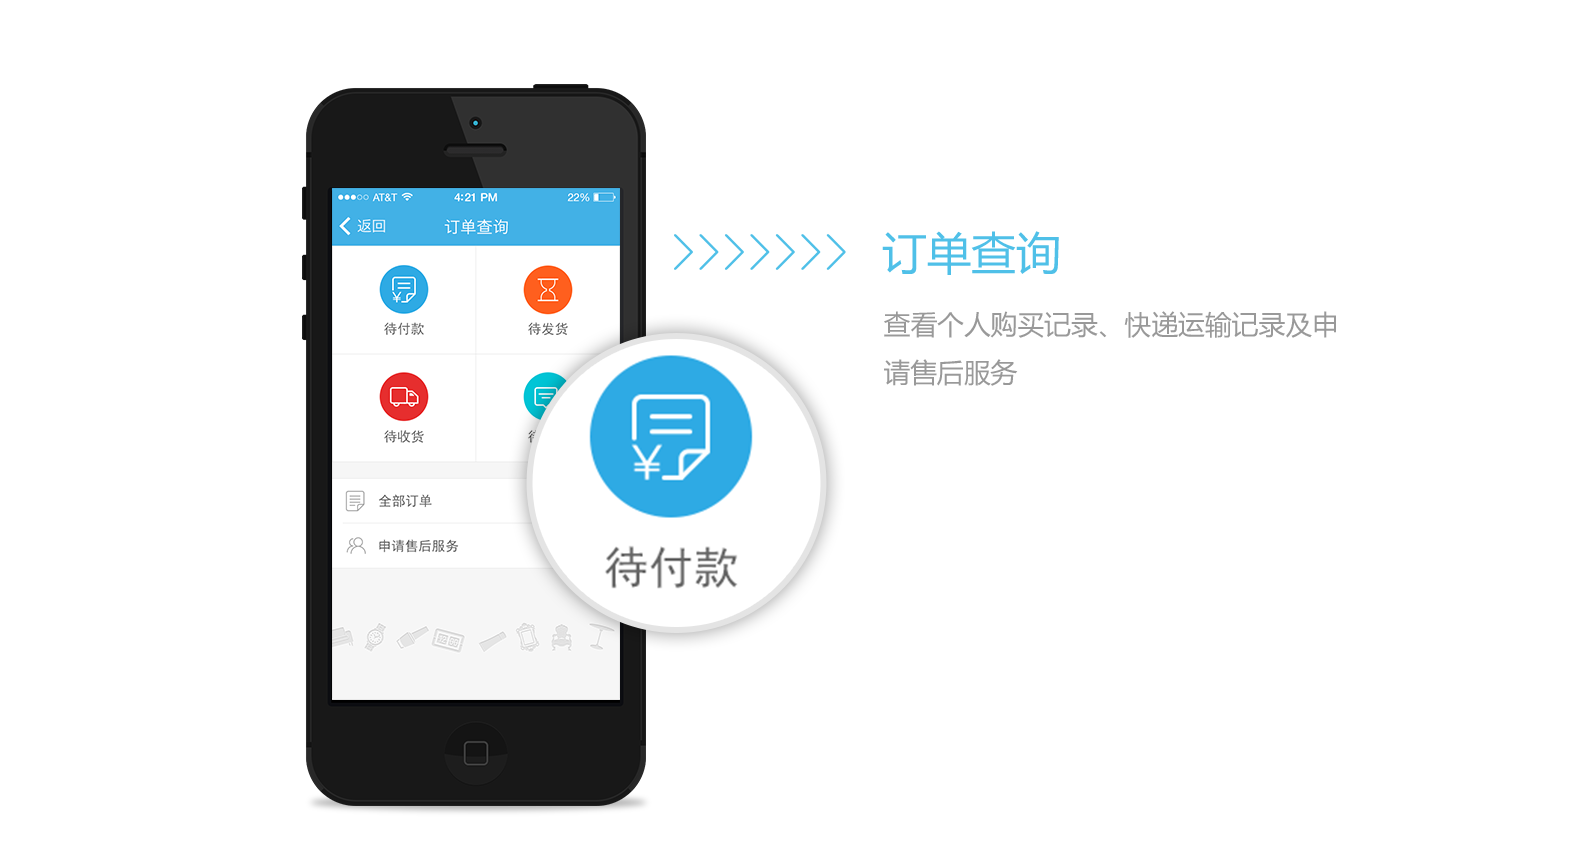 AT&T 4:21 PM 22%
返回 订单查询
待付款 待发货
待收货 待
全部订单
申请售后服务
¥
待付款
订单查询
查看个人购买记录、快递运输记录及申
请售后服务